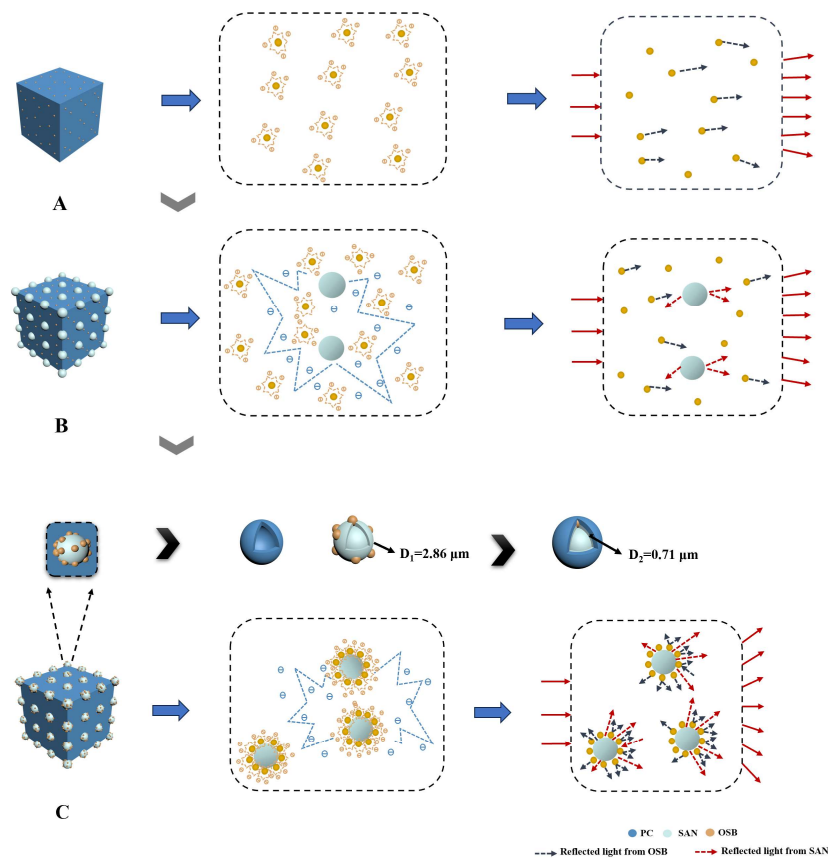 A
B
D₁=2.86 μm
D₂=0.71 μm
C
PC SAN OSB
Reflected light from OSB Reflected light from SAN